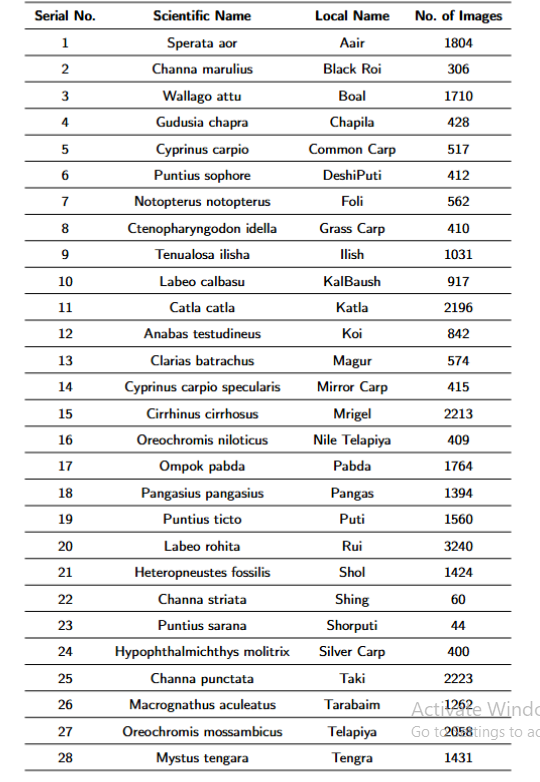 Serial No. Scientific Name Local Name No. of Images
1 Sperata aor Aair 1804
2 Channa marulius Black Roi 306
3 Wallago attu Boal 1710
4 Gudusia chapra Chapila 428
5 Cyprinus carpio Common Carp 517
6 Puntius sophore DeshiPuti 412
7 Notopterus notopterus Foli 562
8 Ctenopharyngodon idella Grass Carp 410
9 Tenualosa ilisha Ilish 1031
10 Labeo calbasu KalBaush 917
11 Catla catla Katla 2196
12 Anabas testudineus Koi 842
13 Clarias batrachus Magur 574
14 Cyprinus carpio specularis Mirror Carp 415
15 Cirrhinus cirrhosus Mrigel 2213
16 Oreochromis niloticus Nile Telapiya 409
17 Ompok pabda Pabda 1764
18 Pangasius pangasius Pangas 1394
19 Puntius ticto Puti 1560
20 Labeo rohita Rui 3240
21 Heteropneustes fossilis Shol 1424
22 Channa striata Shing 60
23 Puntius sarana Shorputi 44
24 Hypophthalmichthys molitrix Silver Carp 400
25 Channa punctata Taki 2223
26 Macrognathus aculeatus Tarabaim 1262
27 Oreochromis mossambicus Telapiya 2058
28 Mystus tengara Tengra 1431